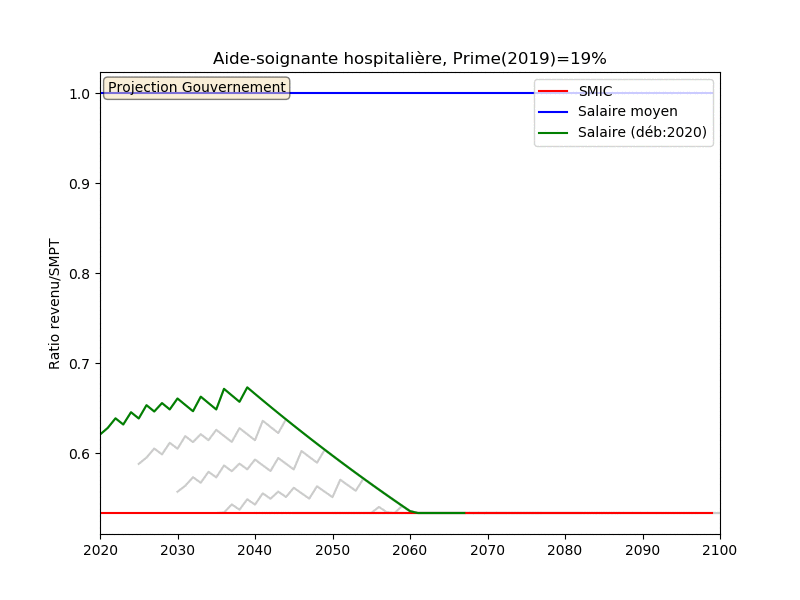 Aide-soignante hospitalière, Prime(2019)=19%
Projection Gouvernement
SMIC
Salaire moyen
Salaire (déb:2020)
Ratio revenu/SMPT
1.0
0.9
0.8
0.7
0.6
2020 2030 2040 2050 2060 2070 2080 2090 2100